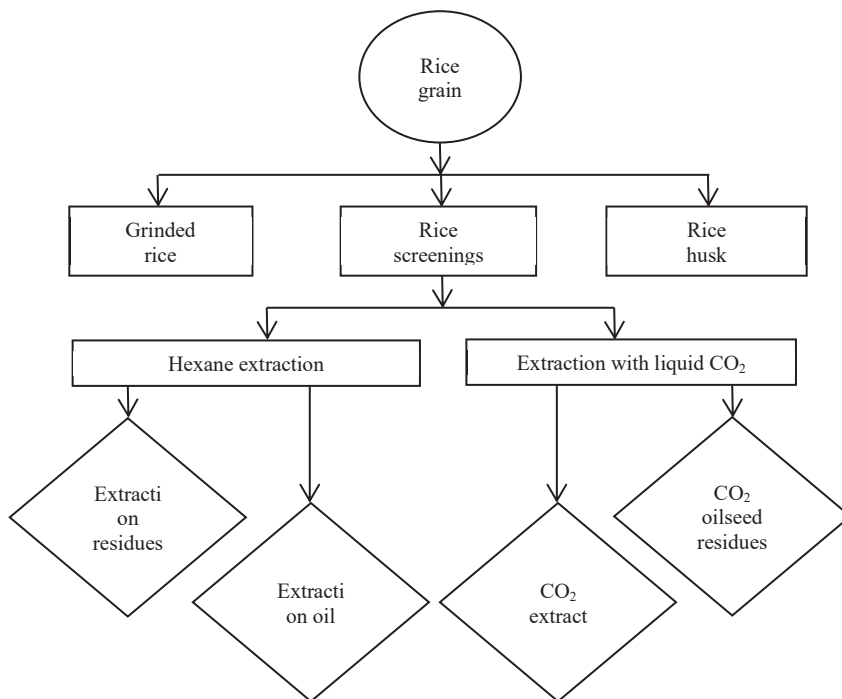 Rice
grain
Grinded
rice
Rice
screenings
Rice
husk
Hexane extraction
Extraction with liquid CO₂
Extracti
on
residues
Extracti
on oil
CO₂
extract
CO₂
oilseed
residues